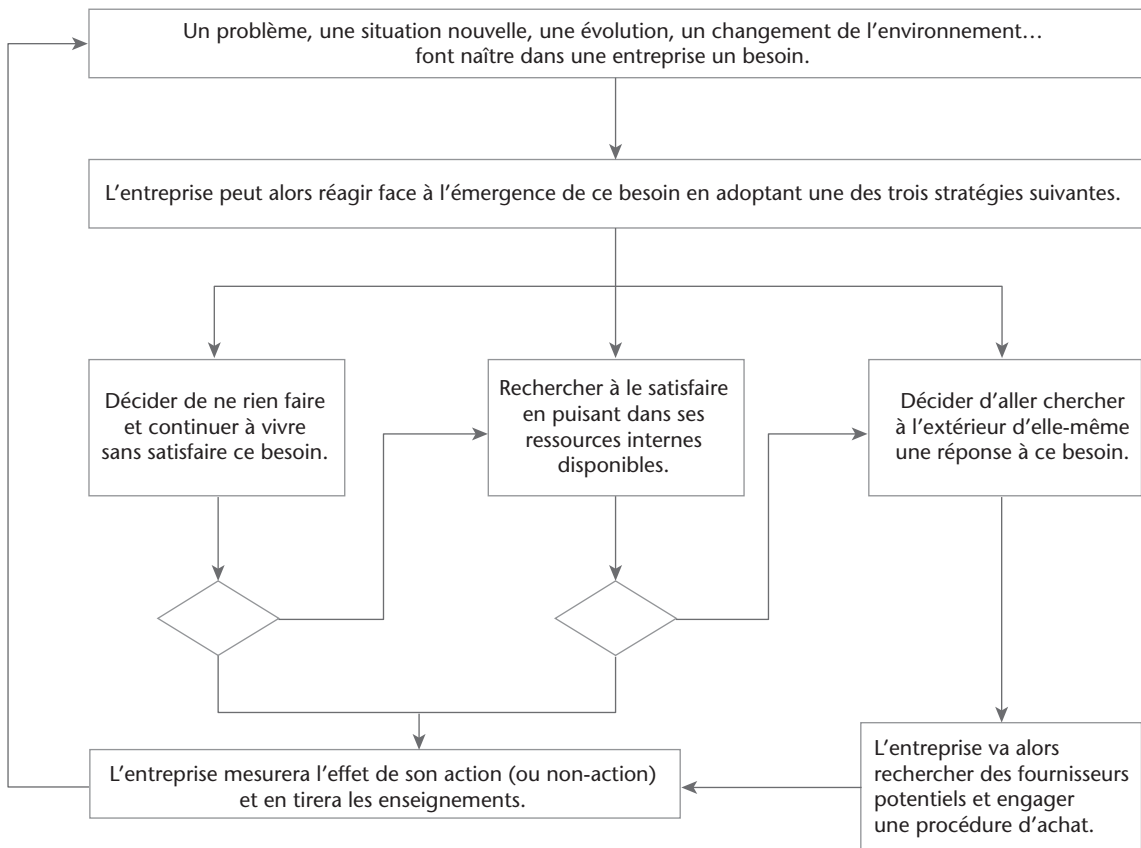 Un problème, une situation nouvelle, une évolution, un changement de l’environnement…
font naître dans une entreprise un besoin.
L’entreprise peut alors réagir face à l’émergence de ce besoin en adoptant une des trois stratégies suivantes.
Décider de ne rien faire
et continuer à vivre
sans satisfaire ce besoin.
Rechercher à le satisfaire
en puisant dans ses
ressources internes
disponibles.
Décider d’aller chercher
à l’extérieur d’elle-même
une réponse à ce besoin.
L’entreprise mesurera l’effet de son action (ou non-action)
et en tirera les enseignements.
L’entreprise va alors
rechercher des fournisseurs
potentiels et engager
une procédure d’achat.